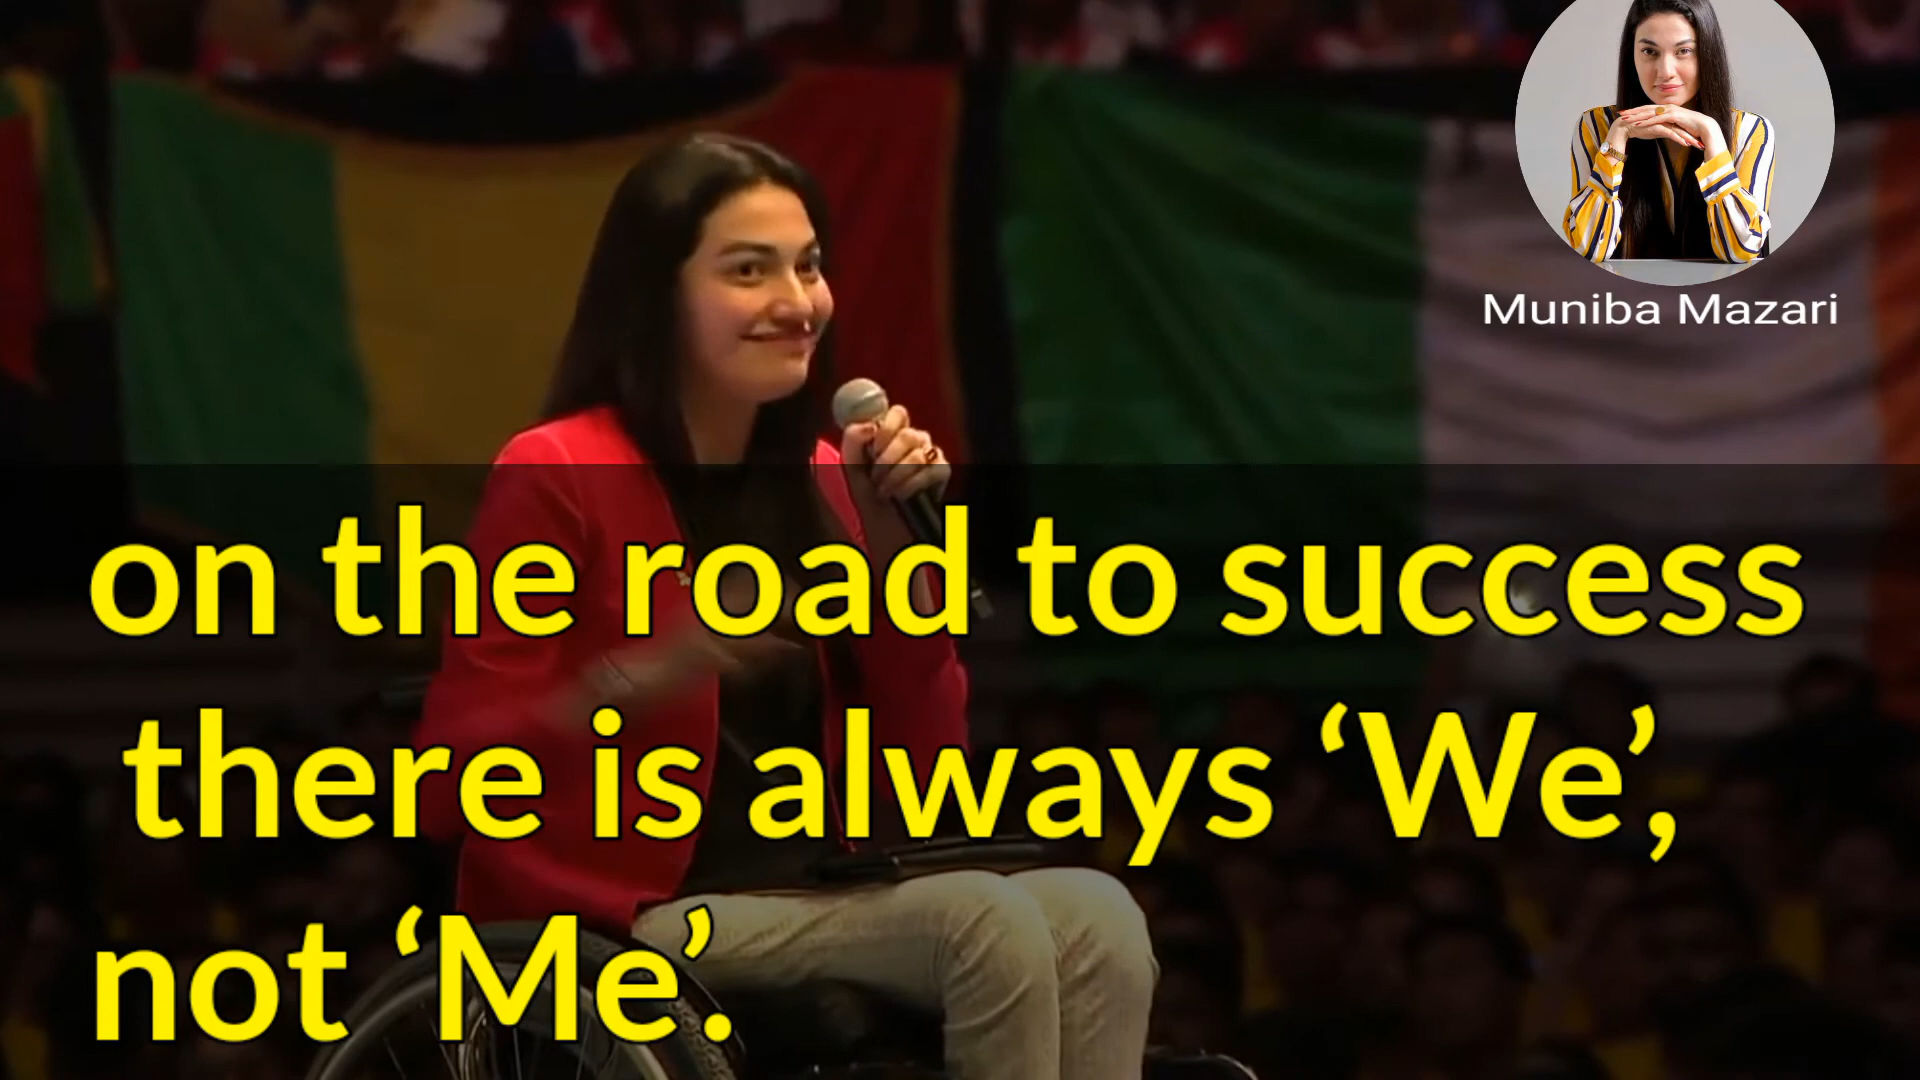 Muniba Mazari
on the road to success
there is always ‘We’,
not ‘Me’.